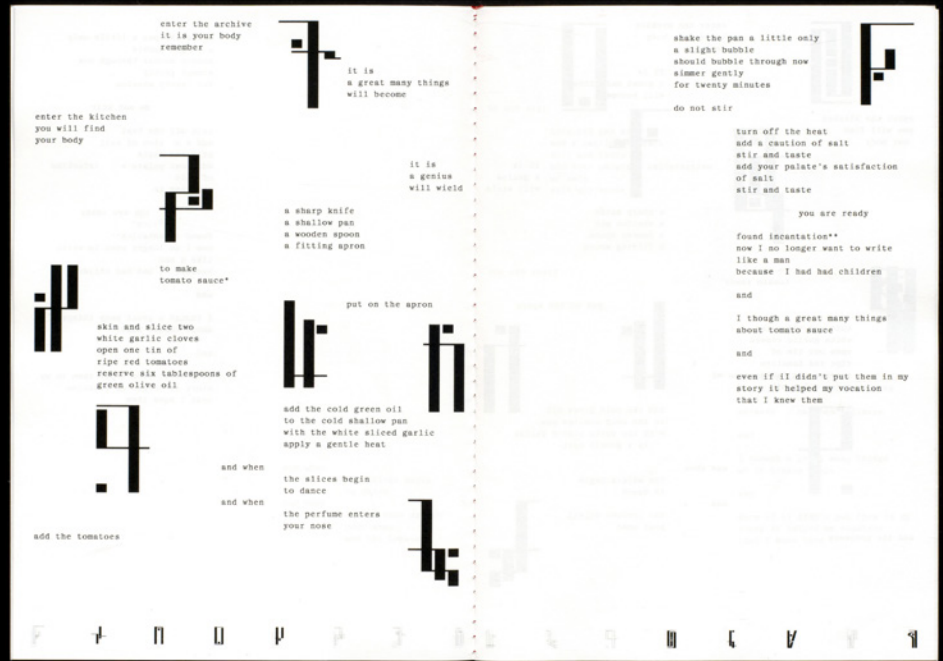 enter the archive
it is your body
remember
it is
a great many things
will become
enter the kitchen
you will find
your body
it is
a genius
will wield
a sharp knife
a shallow pan
a wooden spoon
a fitting apron
to make
tomato sauce*
put on the apron
skin and slice two
white garlic cloves
open one tin of
ripe red tomatoes
reserve six tablespoons of
green olive oil
add the cold green oil
to the cold shallow pan
with the white sliced garlic
apply a gentle heat
and when
the slices begin
to dance
and when
the perfume enters
your nose
add the tomatoes
shake the pan a little only
a slight bubble
should bubble through now
simmer gently
for twenty minutes
do not stir
turn off the heat
add a caution of salt
stir and taste
add your palate's satisfaction
of salt
stir and taste
you are ready
found incantation**
now I no longer want to write
like a man
because I had had children
and
I though a great many things
about tomato sauce
and
even if iI didn't put them in my
story it helped my vocation
that I knew them